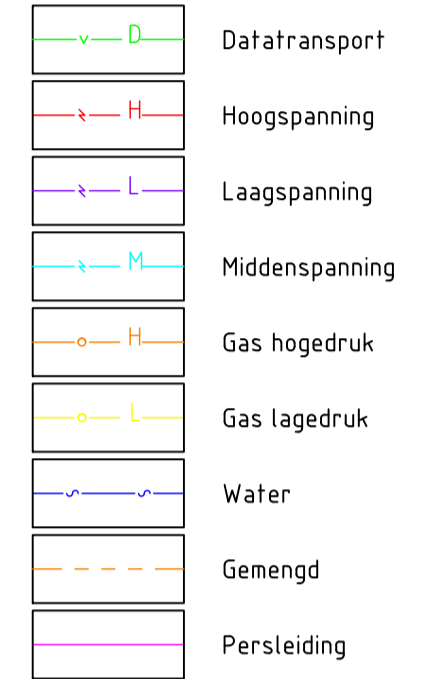 v D Datatransport
H Hoogspanning
L Laagspanning
M Middenspanning
H Gas hogedruk
L Gas lagedruk
Water
Gemengd
Persleiding